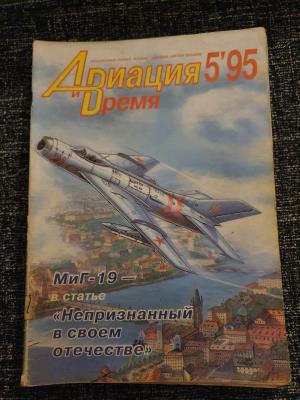 Авиация 5'95
и Время
МиГ-19 —
в статье
«Непризнанный
в своем
отечестве»